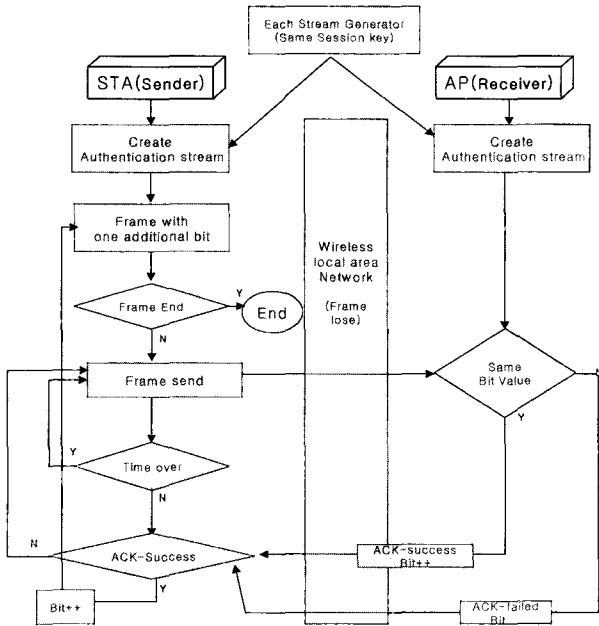 Each Stream Generator
(Same Session key)
STA(Sender)
AP(Receiver)
Create
Authentication stream
Create
Authentication stream
Frame with
one additional bit
Wireless
local area
Network
(Frame
lose)
Frame End
Y
End
N
Frame send
Same
Bit Value
N
Y
Y
Time over
N
N
ACK-Success
Y
ACK-success
Bit++
Bit++
ACK-failed
Bit